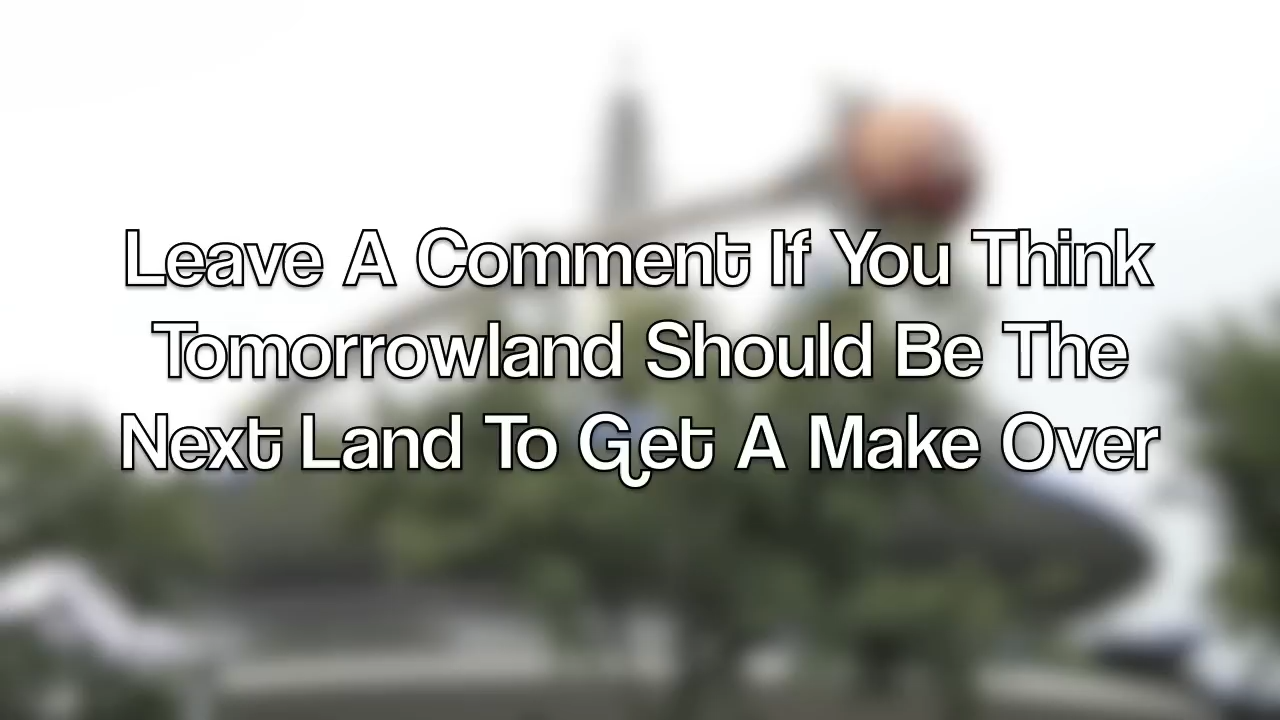 Leave A Comment If You Think
Tomorrowland Should Be The
Next Land To Get A Make Over